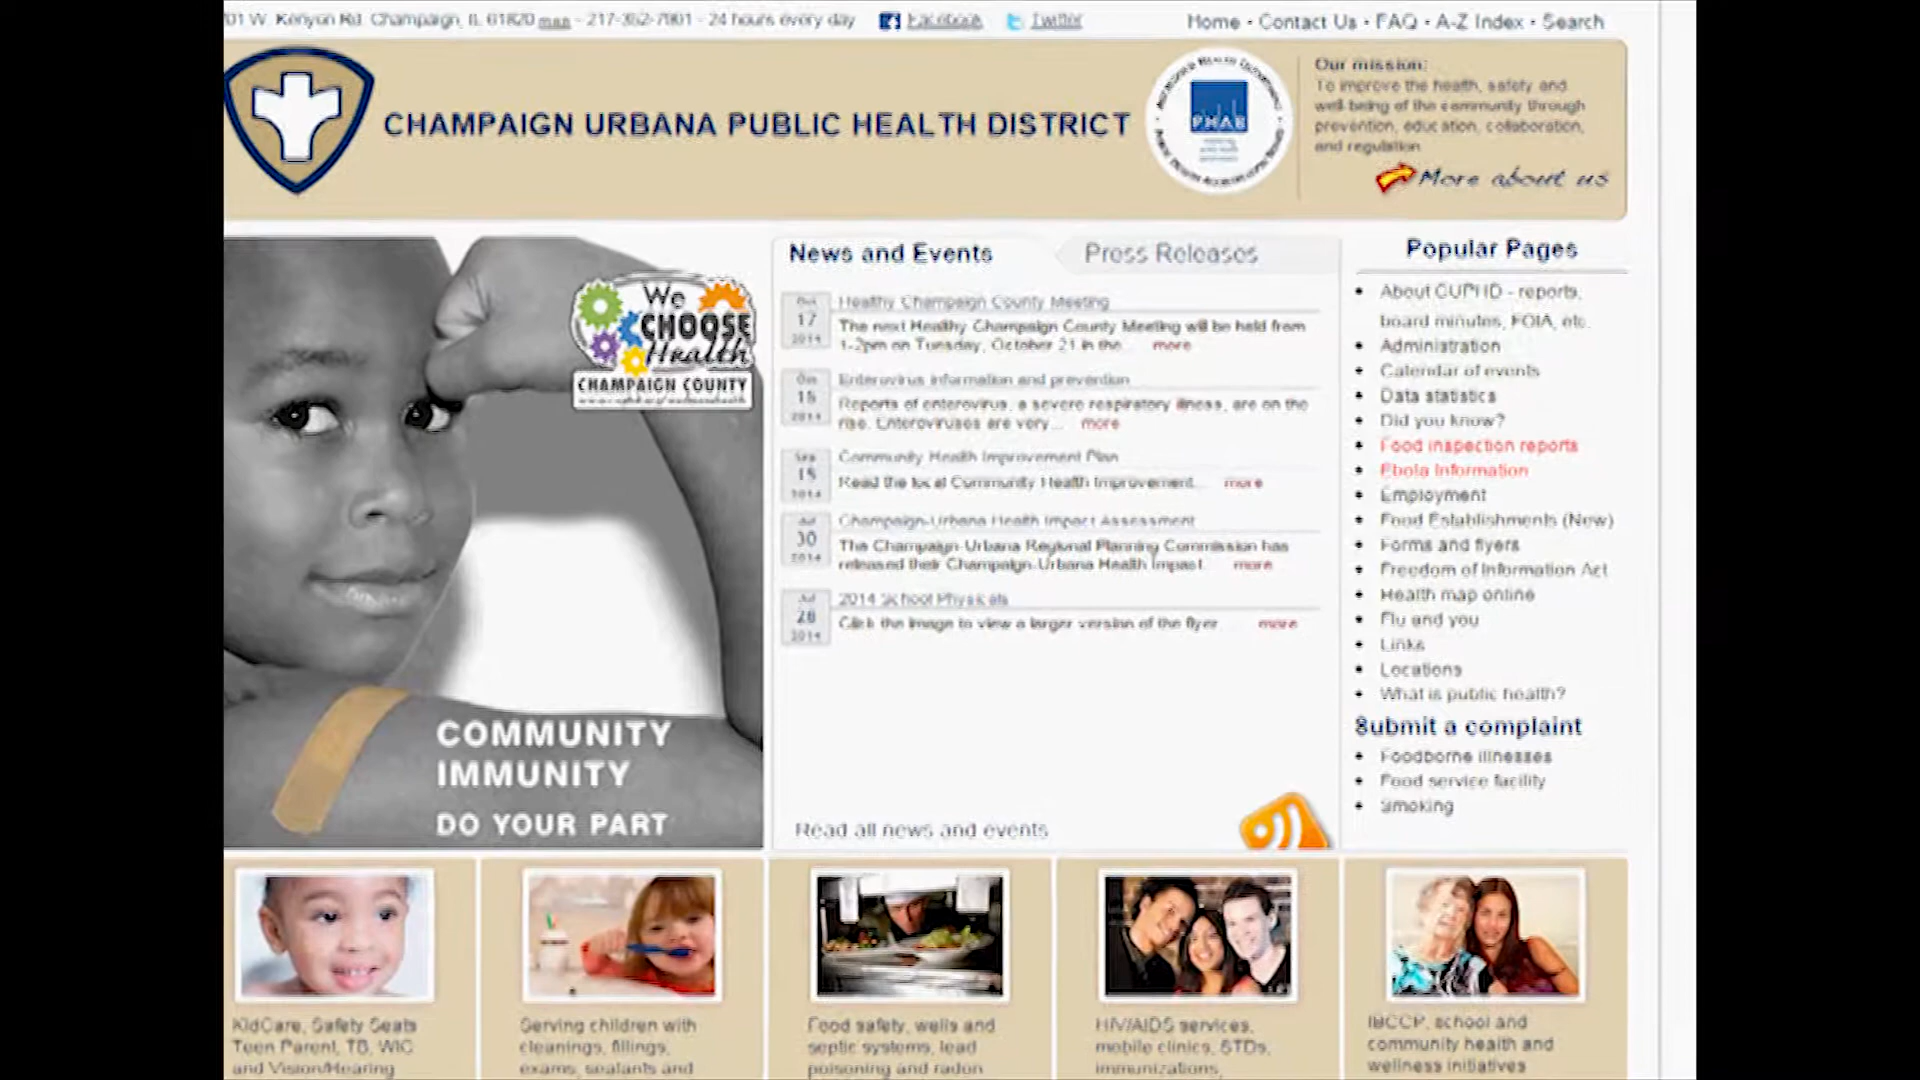 01 W. Kenyon Rd. Champaign, IL 61820 map - 217-352-7961 - 24 hours every day Facebook Twitter Home • Contact Us • FAQ • A-Z Index • Search
CHAMPAIGN URBANA PUBLIC HEALTH DISTRICT
PHAB
Our mission:
To improve the health, safety and
well-being of the community through
prevention, education, collaboration,
and regulation
More about us
We
CHOOSE
Health
CHAMPAIGN COUNTY
COMMUNITY
IMMUNITY
DO YOUR PART
News and Events Press Releases
Oct 17 2014
Healthy Champaign County Meeting
The next Healthy Champaign County Meeting will be held from
1-2pm on Tuesday, October 21 in the... more
Enterovirus information and prevention
Reports of enterovirus, a severe respiratory illness, are on the
rise. Enteroviruses are very... more
Sep 15 2014
Community Health Improvement Plan
Read the local Community Health Improvement... more
Jul 30 2014
Champaign-Urbana Health Impact Assessment
The Champaign-Urbana Regional Planning Commission has
released their Champaign-Urbana Health Impact... more
Jul 28 2014
2014 School Physicals
Click the image to view a larger version of the flyer more
Read all news and events
Popular Pages
• About CUPHD - reports,
board minutes, FOIA, etc.
• Administration
• Calendar of events
• Data statistics
• Did you know?
• Food inspection reports
• Ebola Information
• Employment
• Food Establishments (New)
• Forms and flyers
• Freedom of Information Act
• Health map online
• Flu and you
• Links
• Locations
• What is public health?
Submit a complaint
• Foodborne illnesses
• Food service facility
• Smoking
KidCare, Safety Seats
Teen Parent, TB, WIC
and Vision/Hearing
Serving children with
cleanings, fillings,
exams, sealants and
Food safety, wells and
septic systems, lead
poisoning and radon
HIV/AIDS services,
mobile clinics, STDs,
immunizations,
IBCCP, school and
community health and
wellness initiatives